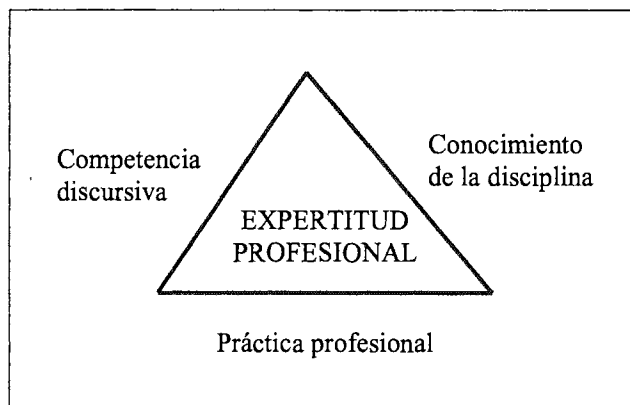 Competencia
discursiva
Conocimiento
de la disciplina
EXPERTITUD
PROFESIONAL
Práctica profesional